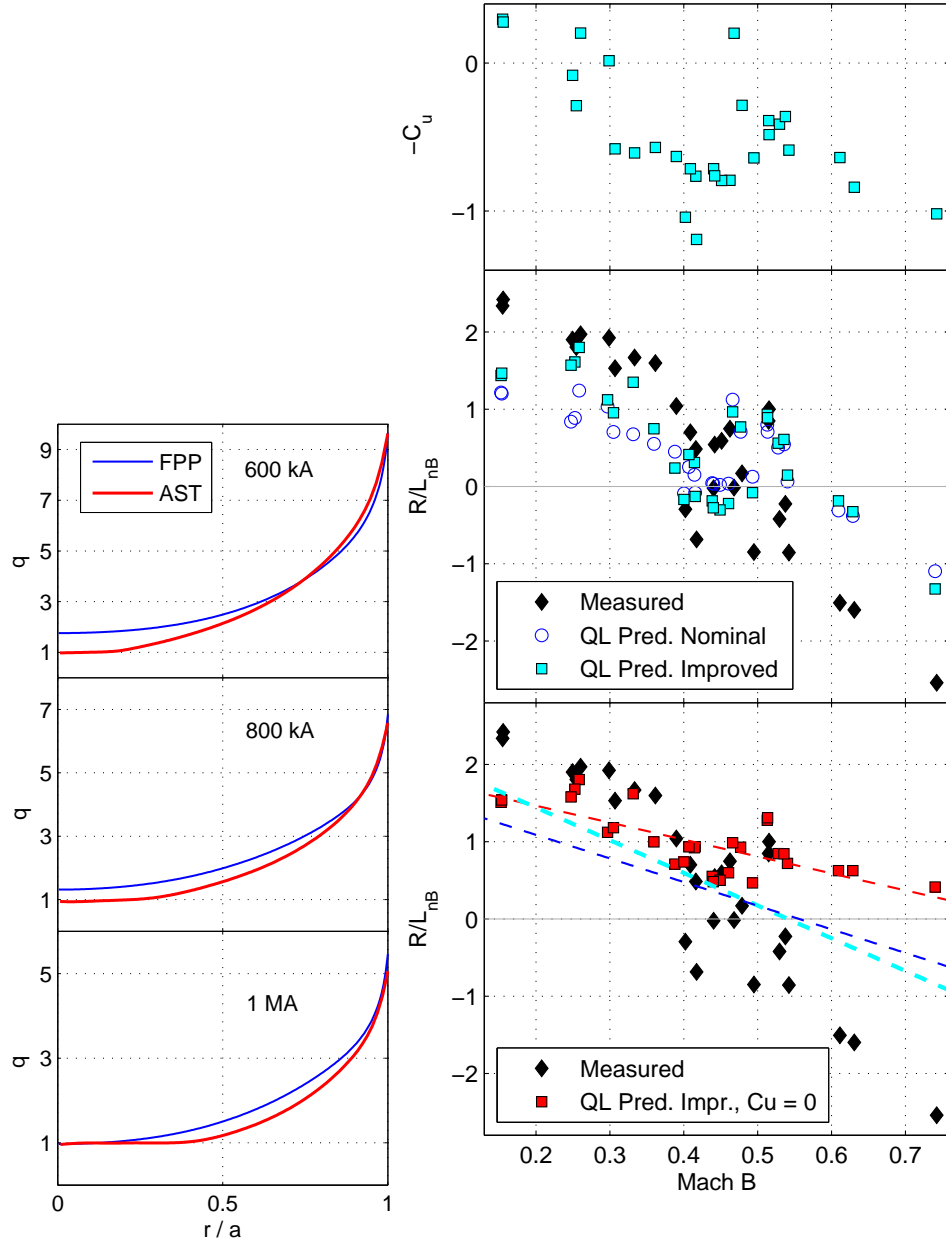 0
−1
−C_u
2
1
0
−1
−2
R/L_nB
Measured
QL Pred. Nominal
QL Pred. Improved
2
1
0
−1
−2
R/L_nB
Measured
QL Pred. Impr., Cu = 0
0.2 0.3 0.4 0.5 0.6 0.7
Mach B
9
7
5
3
1
q
FPP
AST
600 kA
7
5
3
1
q
800 kA
5
3
1
q
1 MA
0 0.5 1
r / a